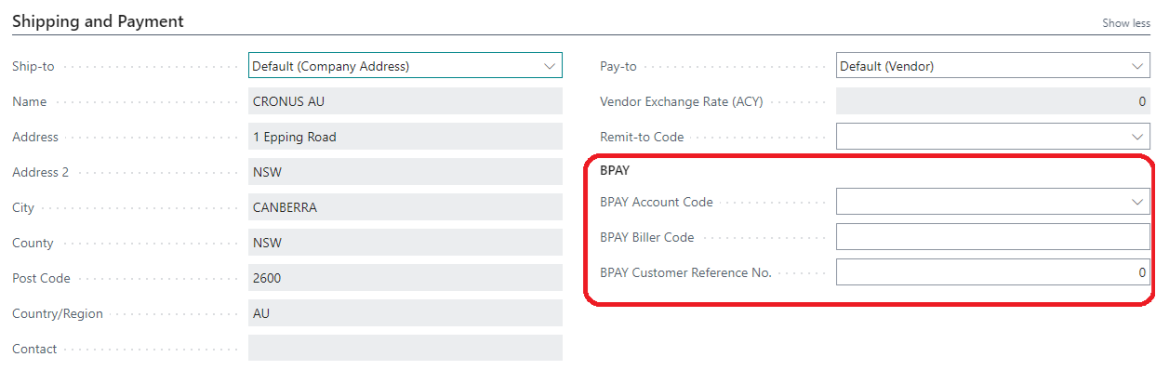 Shipping and Payment
Show less
Ship-to
Default (Company Address)
Name
CRONUS AU
Address
1 Epping Road
Address 2
NSW
City
CANBERRA
County
NSW
Post Code
2600
Country/Region
AU
Contact
Pay-to
Default (Vendor)
Vendor Exchange Rate (ACY)
0
Remit-to Code
BPAY
BPAY Account Code
BPAY Biller Code
BPAY Customer Reference No.
0